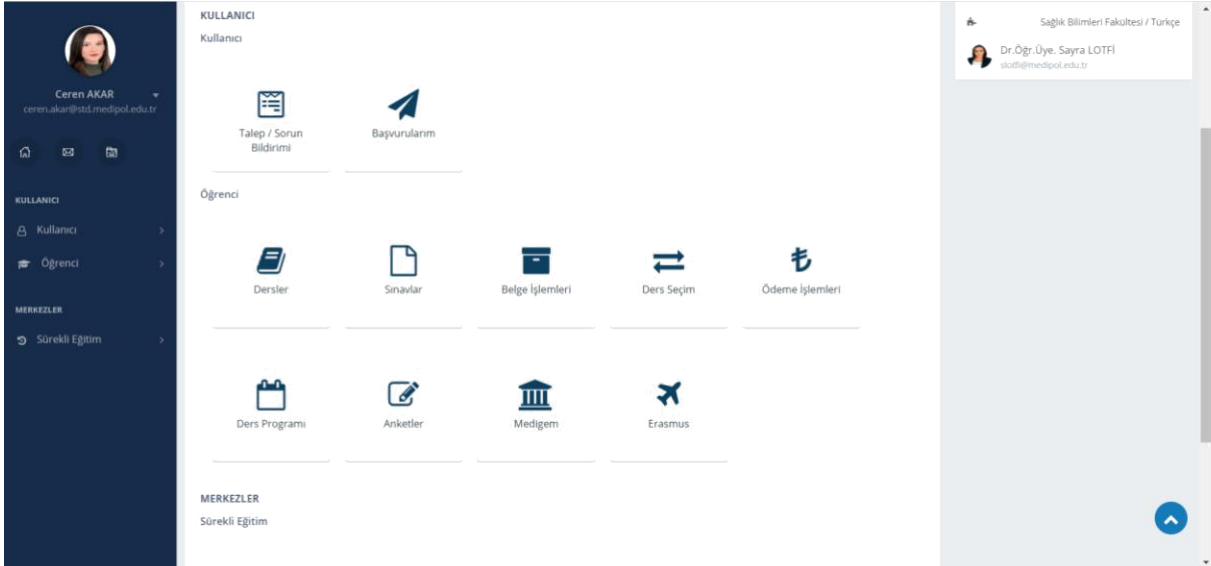 Ceren AKAR
ceren.akar@std.medipol.edu.tr
KULLANICI
Kullanıcı
Öğrenci
MERKEZLER
Sürekli Eğitim
KULLANICI
Kullanıcı
Talep / Sorun
Bildirimi
Başvurularım
Öğrenci
Dersler
Sınavlar
Belge İşlemleri
Ders Seçim
Ödeme İşlemleri
Ders Programı
Anketler
Medigem
Erasmus
MERKEZLER
Sürekli Eğitim
Sağlık Bilimleri Fakültesi / Türkçe
Dr.Öğr.Üye. Sayra LOTFİ
slotfi@medipol.edu.tr